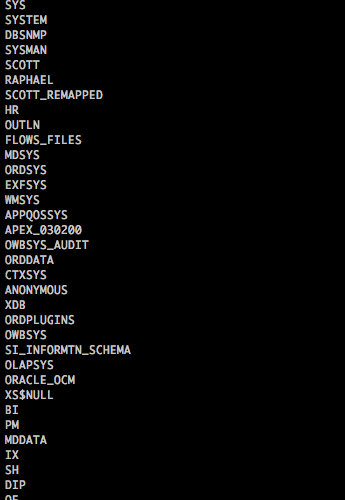 SYS
SYSTEM
DBSNMP
SYSMAN
SCOTT
RAPHAEL
SCOTT_REMAPPED
HR
OUTLN
FLOWS_FILES
MDSYS
ORDSYS
EXFSYS
WMSYS
APPQOSSYS
APEX_030200
OWBSYS_AUDIT
ORDDATA
CTXSYS
ANONYMOUS
XDB
ORDPLUGINS
OWBSYS
SI_INFORMTN_SCHEMA
OLAPSYS
ORACLE_OCM
XS$NULL
BI
PM
MDDATA
IX
SH
DIP